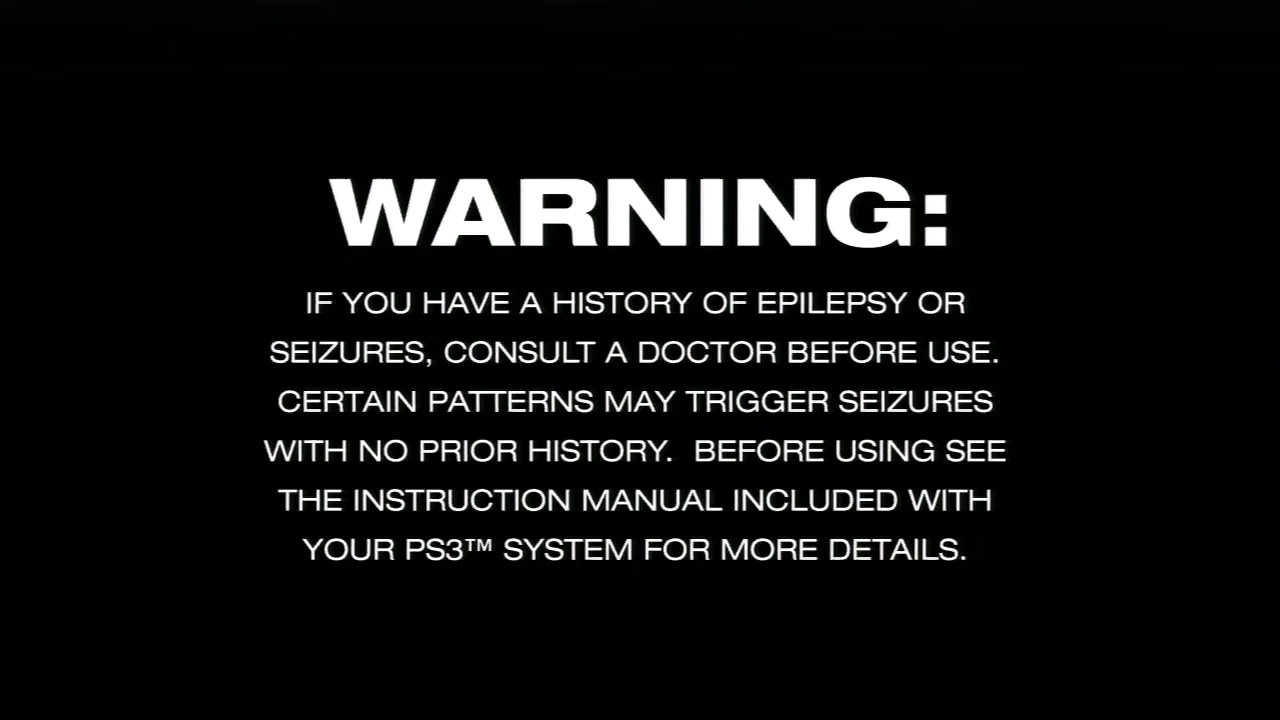 WARNING:
IF YOU HAVE A HISTORY OF EPILEPSY OR
SEIZURES, CONSULT A DOCTOR BEFORE USE.
CERTAIN PATTERNS MAY TRIGGER SEIZURES
WITH NO PRIOR HISTORY.  BEFORE USING SEE
THE INSTRUCTION MANUAL INCLUDED WITH
YOUR PS3™ SYSTEM FOR MORE DETAILS.